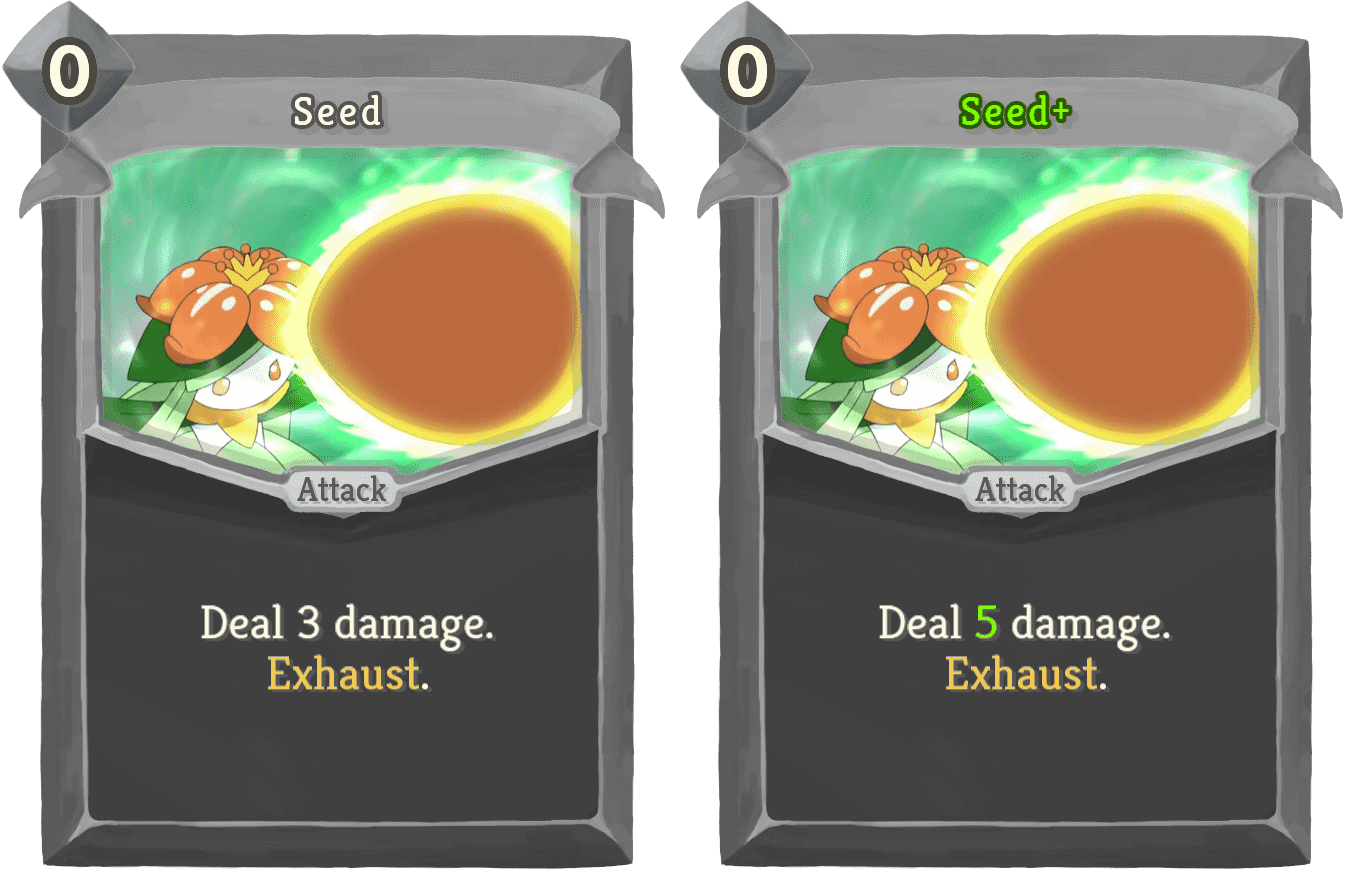 0
Seed
Attack
Deal 3 damage.
Exhaust.
0
Seed+
Attack
Deal 5 damage.
Exhaust.